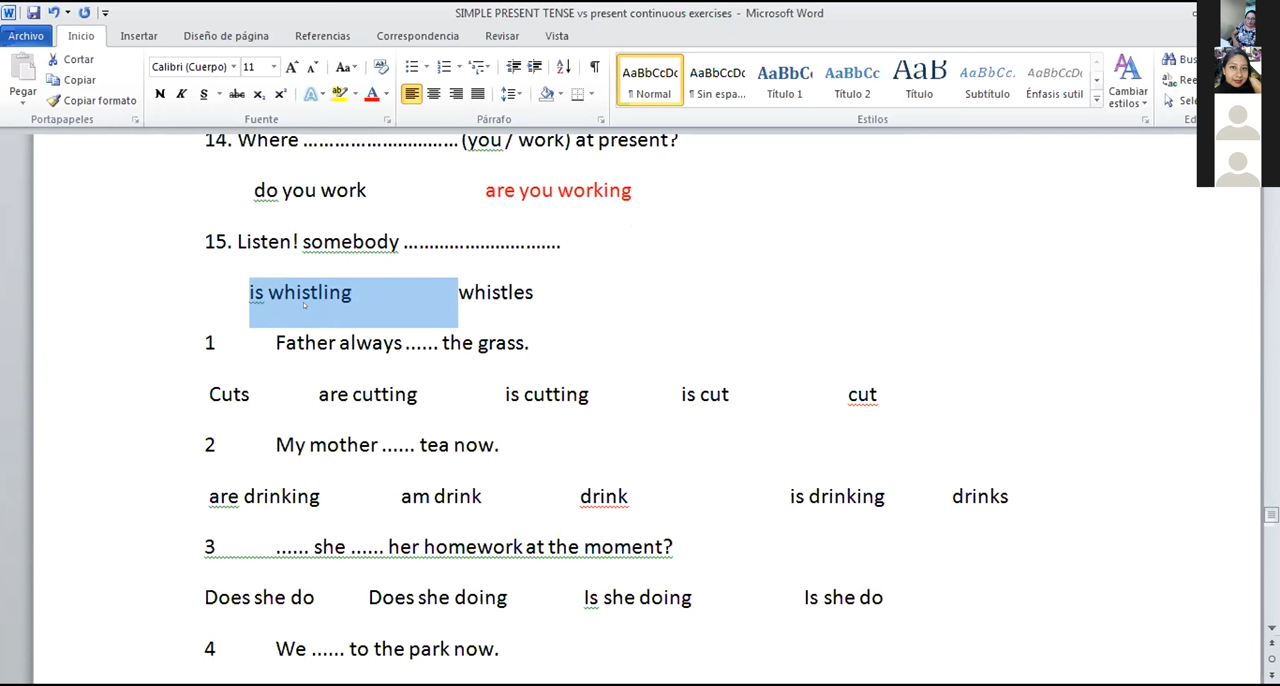 SIMPLE PRESENT TENSE vs present continuous exercises - Microsoft Word
Archivo Inicio Insertar Diseño de página Referencias Correspondencia Revisar Vista
Pegar Cortar Copiar Copiar formato
Calibri (Cuerpo) 11 A A Aa
N K S abc x₂ x² A ab A
AaBbCcDc AaBbCcDc AaBbC AaBbCc AaB AaBbCc. AaBbCcDc
¶ Normal ¶ Sin espa... Título 1 Título 2 Título Subtítulo Énfasis sutil
Cambiar estilos
Portapapeles Fuente Párrafo Estilos
14. Where ................................ (you / work) at present?
do you work are you working
15. Listen! somebody ................................
is whistling whistles
1 Father always ...... the grass.
Cuts are cutting is cutting is cut cut
2 My mother ...... tea now.
are drinking am drink drink is drinking drinks
3 ...... she ...... her homework at the moment?
Does she do Does she doing Is she doing Is she do
4 We ...... to the park now.